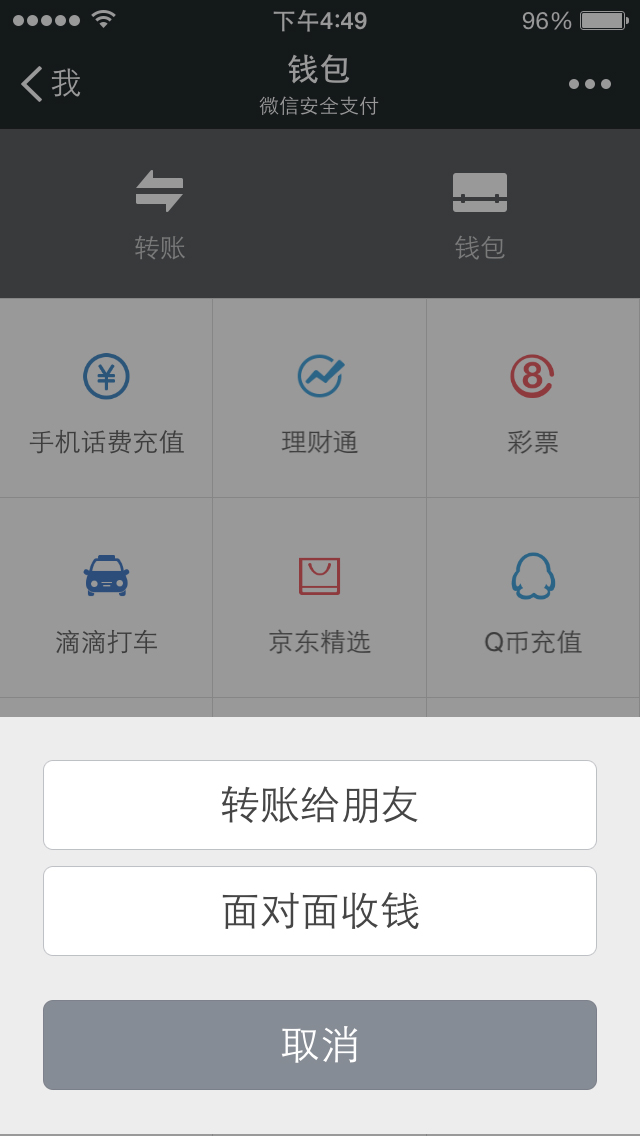 下午4:49
96%
我
钱包
微信安全支付
转账
钱包
手机话费充值
理财通
彩票
滴滴打车
京东精选
Q币充值
转账给朋友
面对面收钱
取消